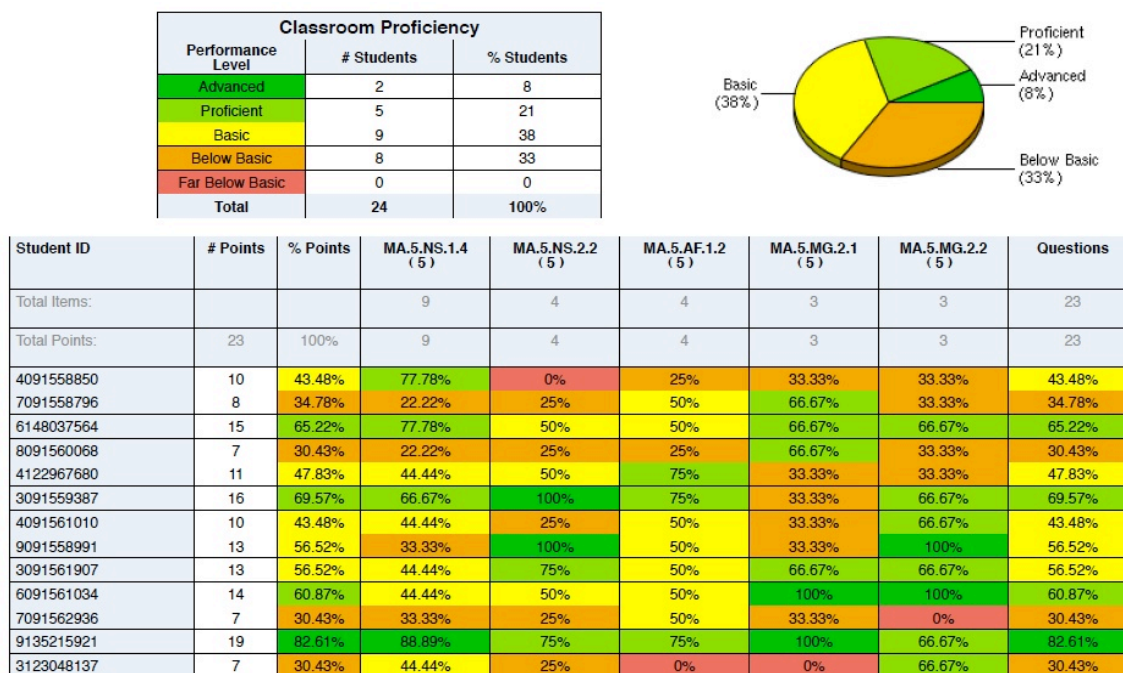 Classroom Proficiency
Performance Level # Students % Students
Advanced 2 8
Proficient 5 21
Basic 9 38
Below Basic 8 33
Far Below Basic 0 0
Total 24 100%
Proficient (21%)
Advanced (8%)
Basic (38%)
Below Basic (33%)
Student ID # Points % Points MA.5.NS.1.4 (5) MA.5.NS.2.2 (5) MA.5.AF.1.2 (5) MA.5.MG.2.1 (5) MA.5.MG.2.2 (5) Questions
Total Items: 9 4 4 3 3 23
Total Points: 23 100% 9 4 4 3 3 23
4091558850 10 43.48% 77.78% 0% 25% 33.33% 33.33% 43.48%
7091558796 8 34.78% 22.22% 25% 50% 66.67% 33.33% 34.78%
6148037564 15 65.22% 77.78% 50% 50% 66.67% 66.67% 65.22%
8091560068 7 30.43% 22.22% 25% 25% 66.67% 33.33% 30.43%
4122967680 11 47.83% 44.44% 50% 75% 33.33% 33.33% 47.83%
3091559387 16 69.57% 66.67% 100% 75% 33.33% 66.67% 69.57%
4091561010 10 43.48% 44.44% 25% 50% 33.33% 66.67% 43.48%
9091558991 13 56.52% 33.33% 100% 50% 33.33% 100% 56.52%
3091561907 13 56.52% 44.44% 75% 50% 66.67% 66.67% 56.52%
6091561034 14 60.87% 44.44% 50% 50% 100% 100% 60.87%
7091562936 7 30.43% 33.33% 25% 50% 33.33% 0% 30.43%
9135215921 19 82.61% 88.89% 75% 75% 100% 66.67% 82.61%
3123048137 7 30.43% 44.44% 25% 0% 0% 66.67% 30.43%